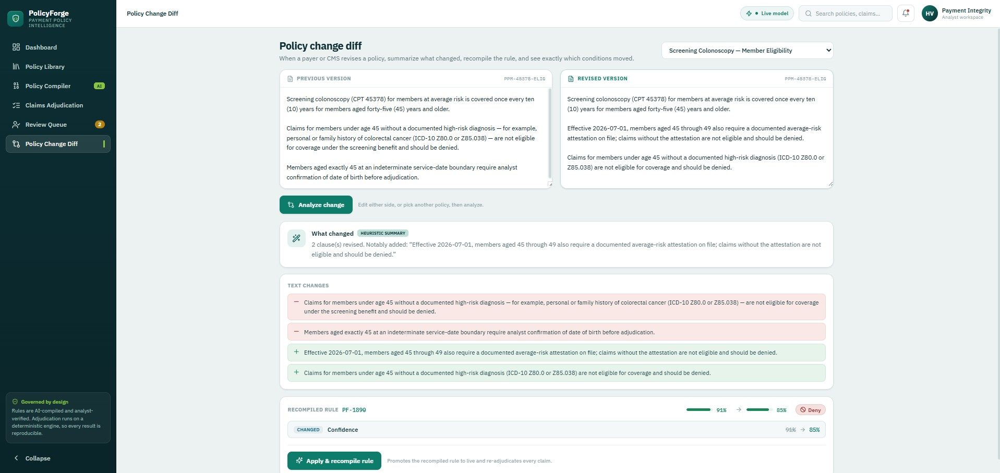 PolicyForge
PAYMENT POLICY
INTELLIGENCE
Dashboard
Policy Library
Policy Compiler
AI
Claims Adjudication
Review Queue
2
Policy Change Diff
Governed by design
Rules are AI-compiled and analyst-
verified. Adjudication runs on a
deterministic engine, so every result is
reproducible.
Collapse
Policy Change Diff
Live model
Search policies, claims...
HV
Payment Integrity
Analyst workspace
Policy change diff
When a payer or CMS revises a policy, summarize what changed, recompile the rule, and see exactly which conditions moved.
Screening Colonoscopy — Member Eligibility
PREVIOUS VERSION
PPM-45378-ELIG
Screening colonoscopy (CPT 45378) for members at average risk is covered once every ten
(10) years for members aged forty-five (45) years and older.
Claims for members under age 45 without a documented high-risk diagnosis — for example,
personal or family history of colorectal cancer (ICD-10 Z80.0 or Z85.038) — are not eligible
for coverage under the screening benefit and should be denied.
Members aged exactly 45 at an indeterminate service-date boundary require analyst
confirmation of date of birth before adjudication.
REVISED VERSION
PPM-45378-ELIG
Screening colonoscopy (CPT 45378) for members at average risk is covered once every ten
(10) years for members aged forty-five (45) years and older.
Effective 2026-07-01, members aged 45 through 49 also require a documented average-risk
attestation on file; claims without the attestation are not eligible and should be denied.
Claims for members under age 45 without a documented high-risk diagnosis (ICD-10 Z80.0 or
Z85.038) are not eligible for coverage and should be denied.
Analyze change
Edit either side, or pick another policy, then analyze.
What changed
HEURISTIC SUMMARY
2 clause(s) revised. Notably added: “Effective 2026-07-01, members aged 45 through 49 also require a documented average-risk attestation on file; claims without the attestation are not
eligible and should be denied.”
TEXT CHANGES
− Claims for members under age 45 without a documented high-risk diagnosis — for example, personal or family history of colorectal cancer (ICD-10 Z80.0 or Z85.038) — are not eligible for coverage
under the screening benefit and should be denied.
− Members aged exactly 45 at an indeterminate service-date boundary require analyst confirmation of date of birth before adjudication.
+ Effective 2026-07-01, members aged 45 through 49 also require a documented average-risk attestation on file; claims without the attestation are not eligible and should be denied.
+ Claims for members under age 45 without a documented high-risk diagnosis (ICD-10 Z80.0 or Z85.038) are not eligible for coverage and should be denied.
RECOMPILED RULE PF-1890
91% → 85%
Deny
CHANGED Confidence
91% → 85%
Apply & recompile rule
Promotes the recompiled rule to live and re-adjudicates every claim.